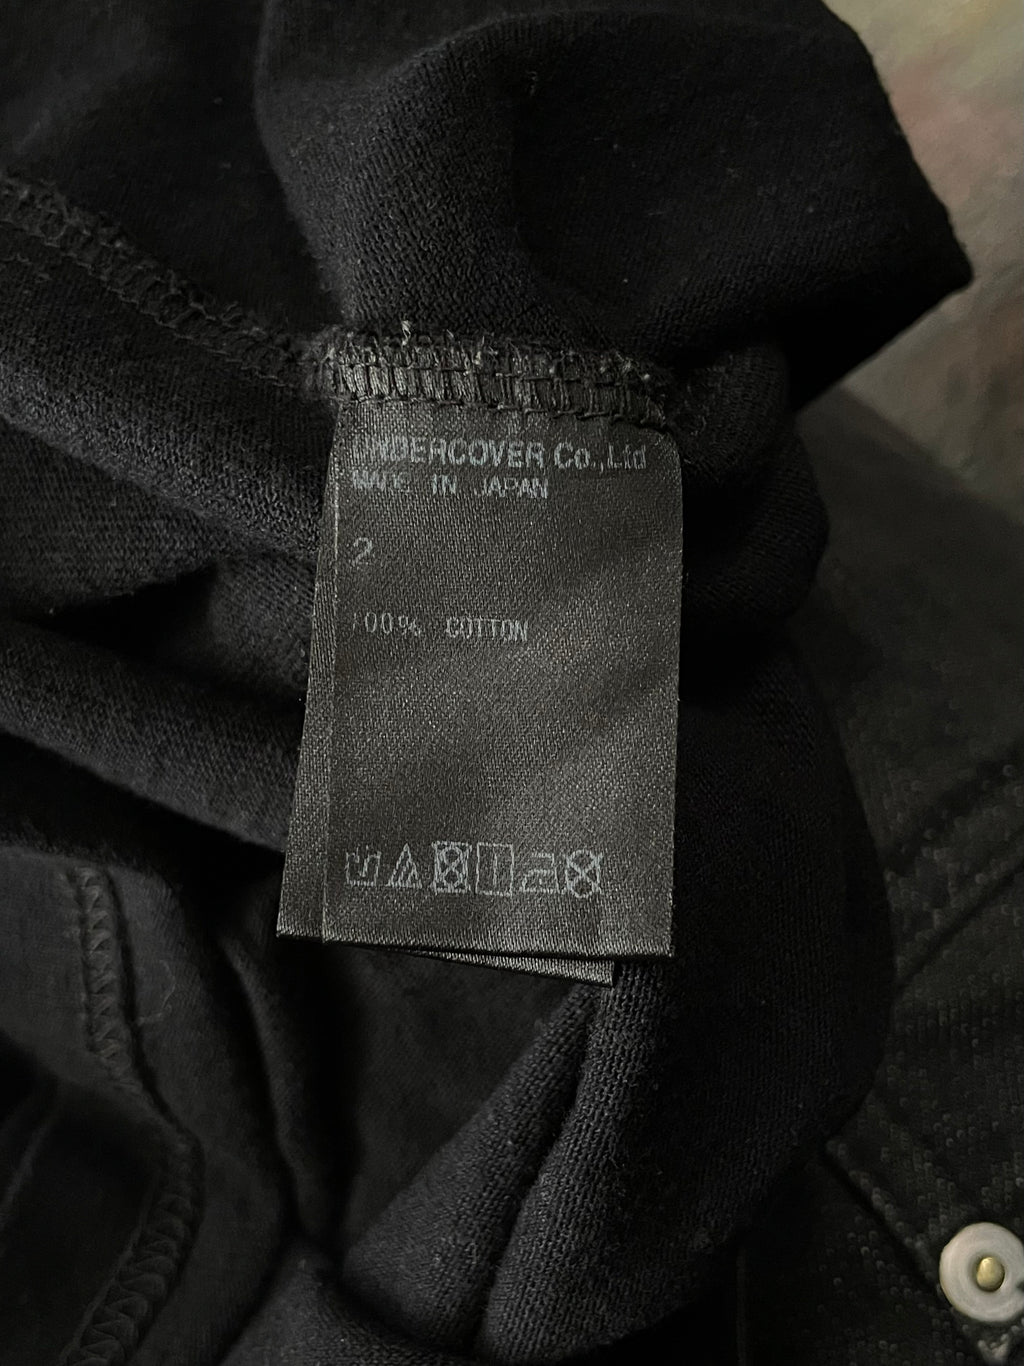 UNDERCOVER Co.,Ltd
MADE IN JAPAN
2
100% COTTON